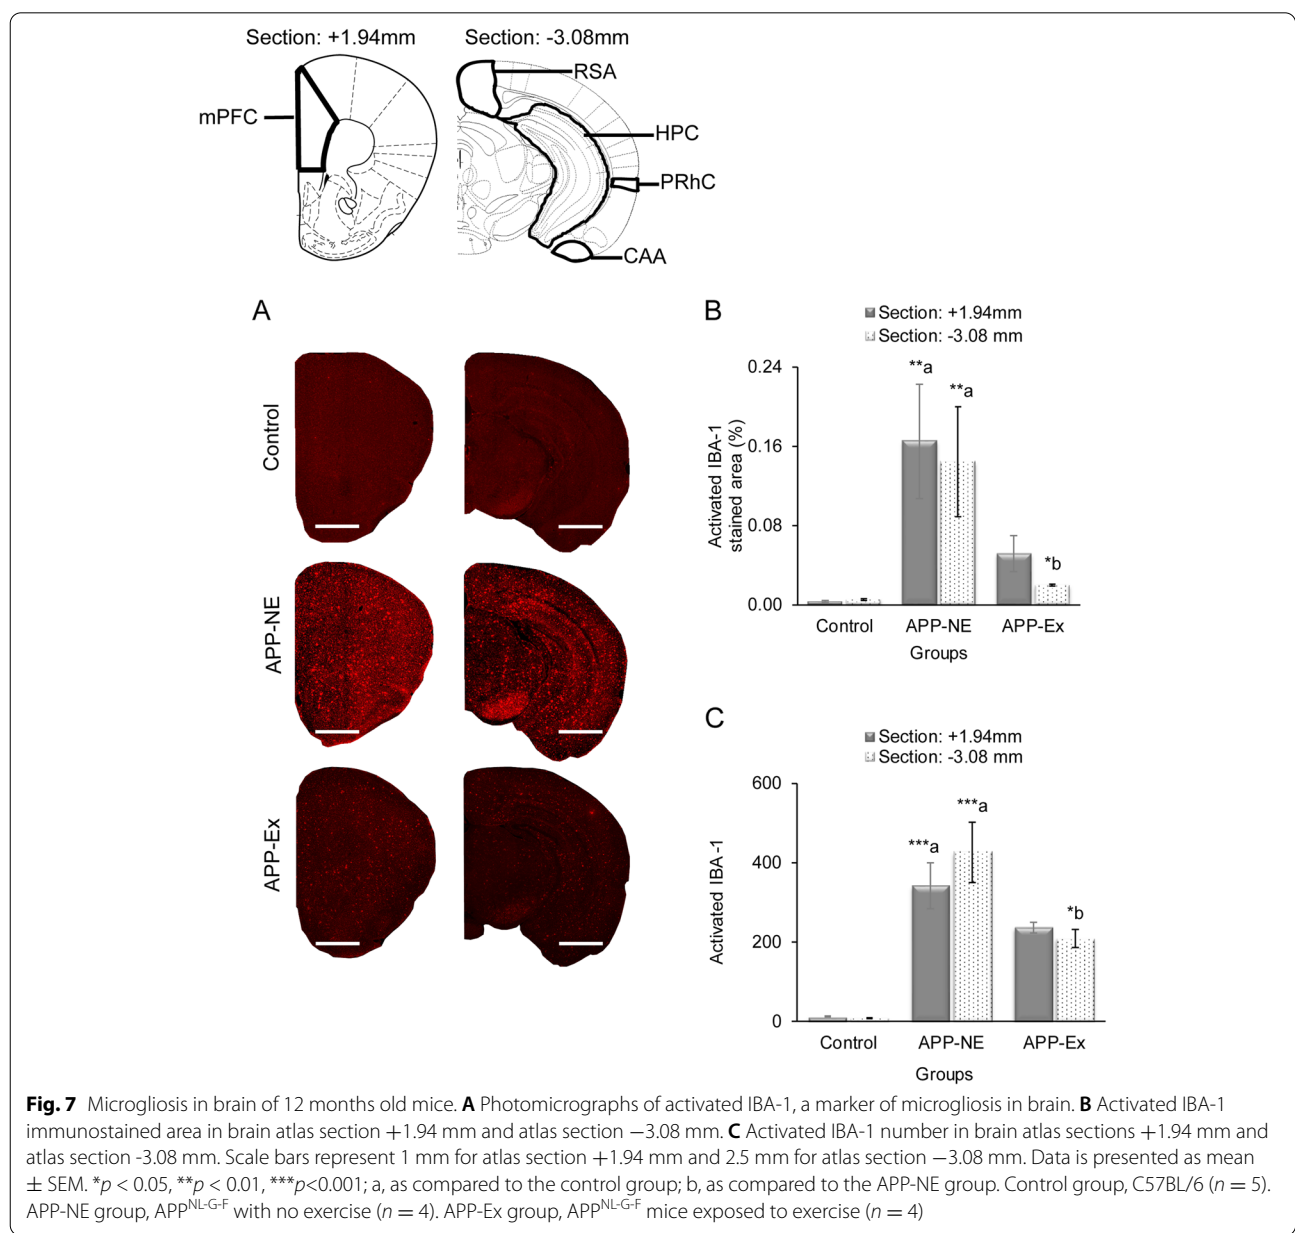 Section: +1.94mm
Section: -3.08mm
mPFC
RSA
HPC
PRhC
CAA
A
Control
APP-NE
APP-Ex
B
Section: +1.94mm
Section: -3.08 mm
Activated IBA-1
stained area (%)
0.24
0.16
0.08
0.00
**a
**a
*b
Control
APP-NE
APP-Ex
Groups
C
Section: +1.94mm
Section: -3.08 mm
Activated IBA-1
600
400
200
0
***a
***a
*b
Control
APP-NE
APP-Ex
Groups
Fig. 7 Microgliosis in brain of 12 months old mice. A Photomicrographs of activated IBA-1, a marker of microgliosis in brain. B Activated IBA-1
immunostained area in brain atlas section +1.94 mm and atlas section −3.08 mm. C Activated IBA-1 number in brain atlas sections +1.94 mm and
atlas section -3.08 mm. Scale bars represent 1 mm for atlas section +1.94 mm and 2.5 mm for atlas section −3.08 mm. Data is presented as mean
± SEM. *p < 0.05, **p < 0.01, ***p<0.001; a, as compared to the control group; b, as compared to the APP-NE group. Control group, C57BL/6 (n = 5).
APP-NE group, APP^NL-G-F with no exercise (n = 4). APP-Ex group, APP^NL-G-F mice exposed to exercise (n = 4)